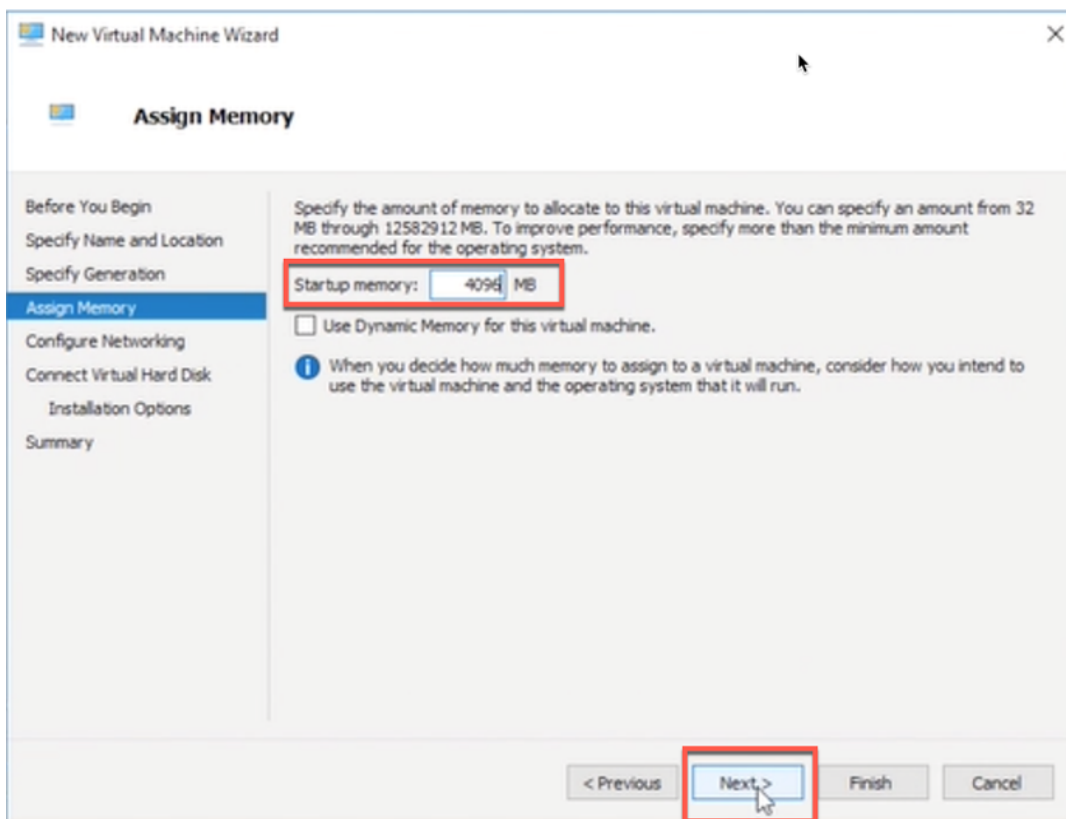 New Virtual Machine Wizard
Assign Memory
Before You Begin
Specify Name and Location
Specify Generation
Assign Memory
Configure Networking
Connect Virtual Hard Disk
Installation Options
Summary
Specify the amount of memory to allocate to this virtual machine. You can specify an amount from 32
MB through 12582912 MB. To improve performance, specify more than the minimum amount
recommended for the operating system.
Startup memory: 4096 MB
Use Dynamic Memory for this virtual machine.
When you decide how much memory to assign to a virtual machine, consider how you intend to
use the virtual machine and the operating system that it will run.
< Previous Next > Finish Cancel